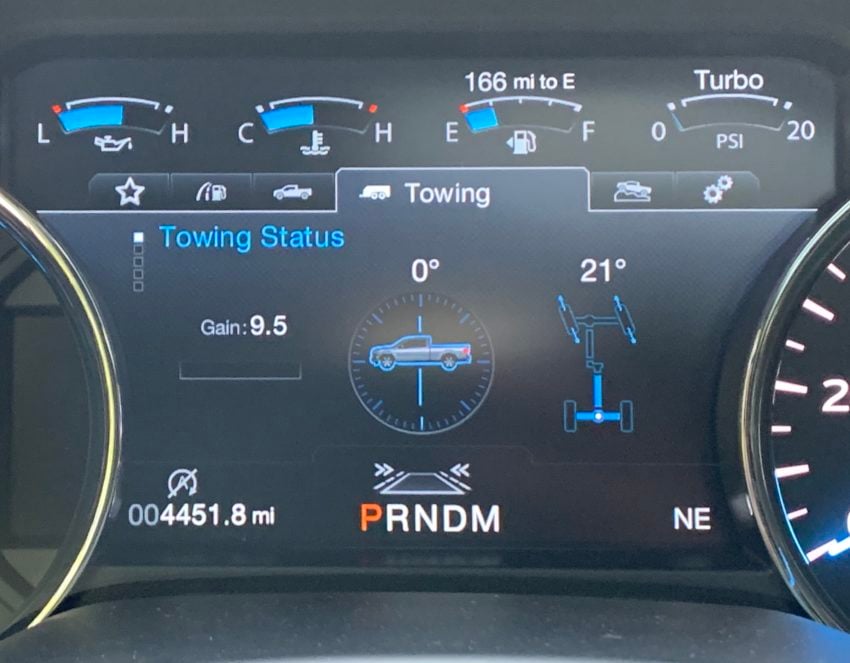 166 mi to E
Turbo
L H
C H
E F
0 20
PSI
Towing
Towing Status
0°
21°
Gain: 9.5
2
004451.8 mi
PRNDM
NE